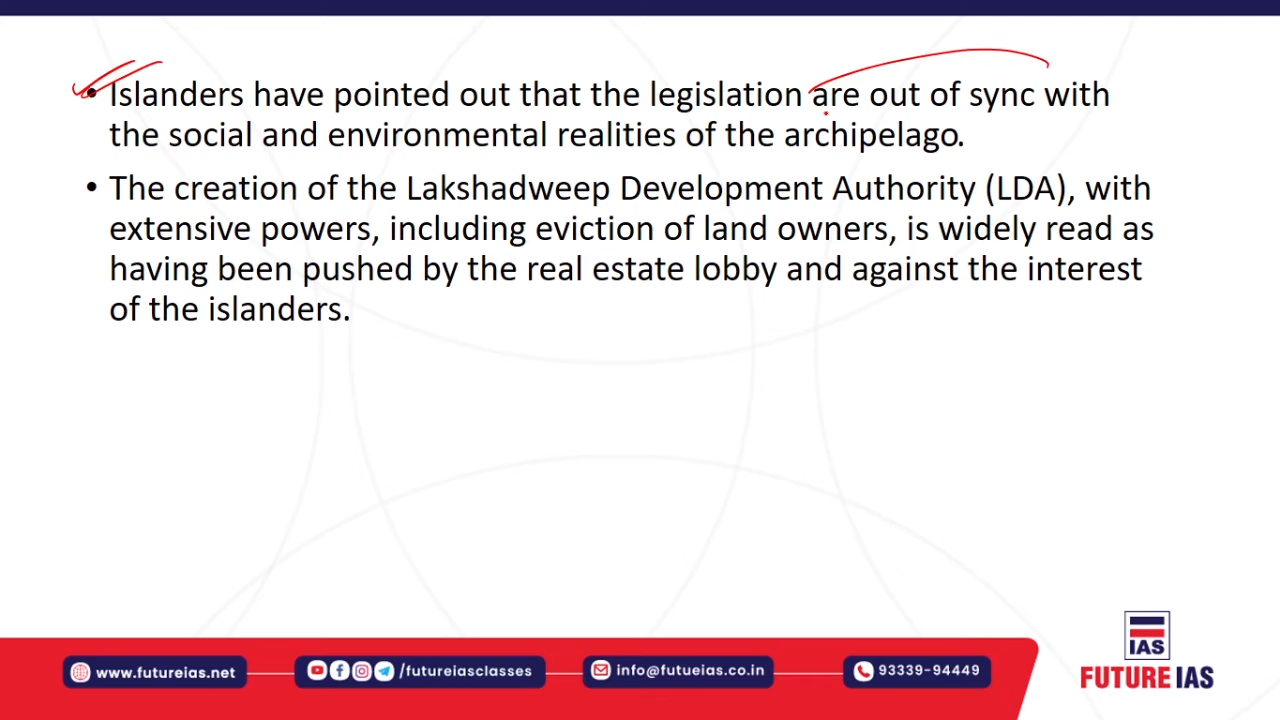 • Islanders have pointed out that the legislation are out of sync with
the social and environmental realities of the archipelago.
• The creation of the Lakshadweep Development Authority (LDA), with
extensive powers, including eviction of land owners, is widely read as
having been pushed by the real estate lobby and against the interest
of the islanders.
IAS
FUTURE IAS
www.futureias.net
/futureiasclasses
info@futueias.co.in
93339-94449